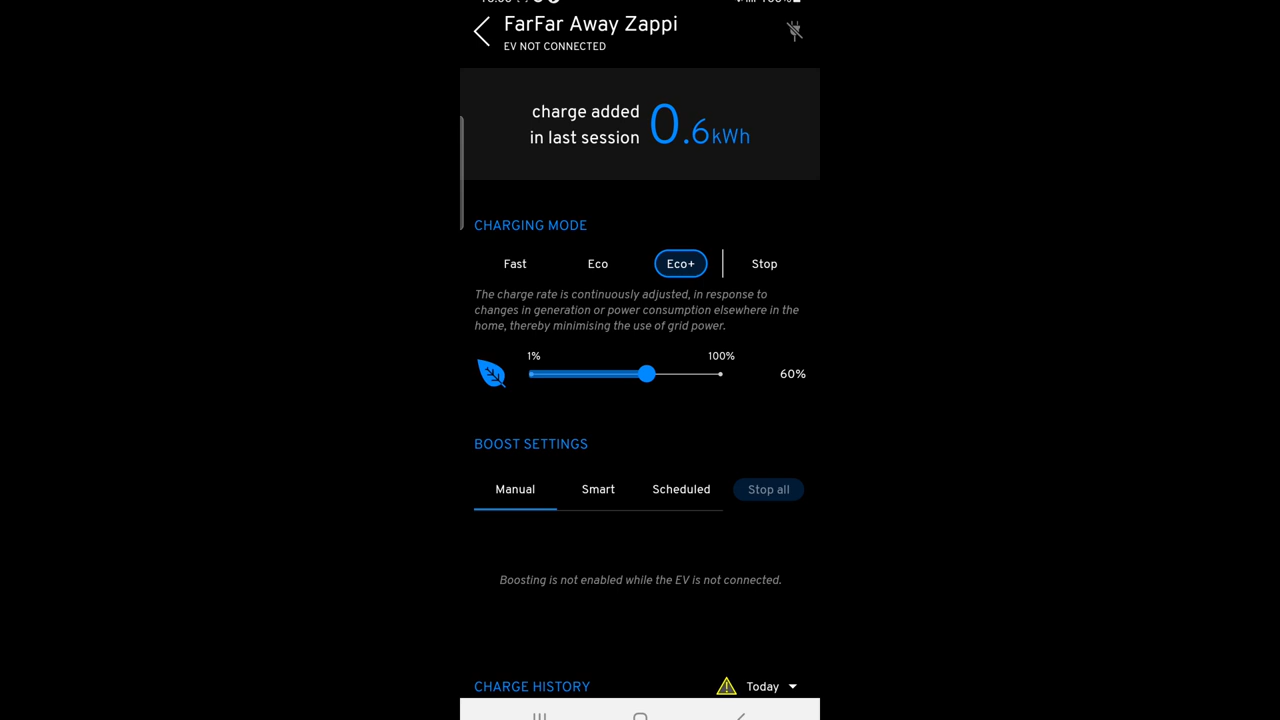 FarFar Away Zappi
EV NOT CONNECTED
charge added
in last session
0.6kWh
CHARGING MODE
Fast Eco Eco+ Stop
The charge rate is continuously adjusted, in response to
changes in generation or power consumption elsewhere in the
home, thereby minimising the use of grid power.
1% 100%
60%
BOOST SETTINGS
Manual Smart Scheduled Stop all
Boosting is not enabled while the EV is not connected.
CHARGE HISTORY Today